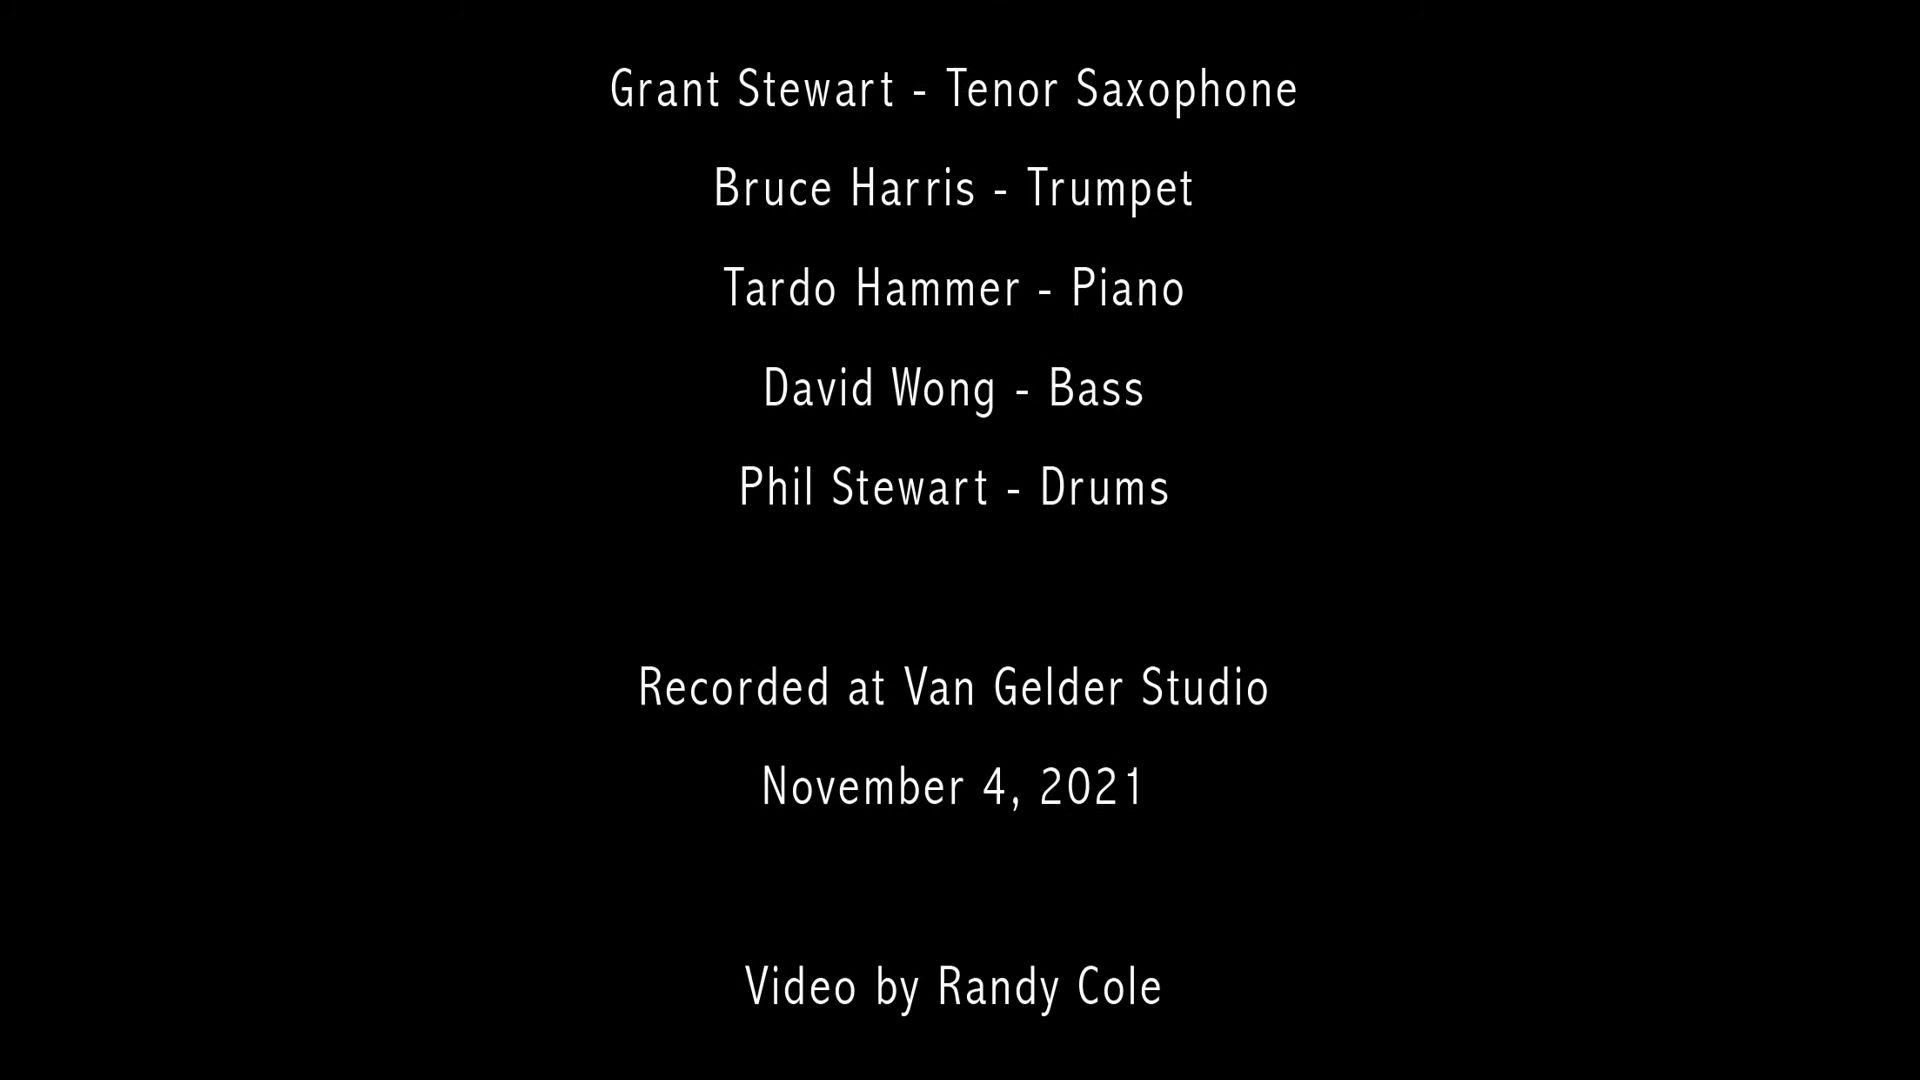 Grant Stewart - Tenor Saxophone
Bruce Harris - Trumpet
Tardo Hammer - Piano
David Wong - Bass
Phil Stewart - Drums
Recorded at Van Gelder Studio
November 4, 2021
Video by Randy Cole